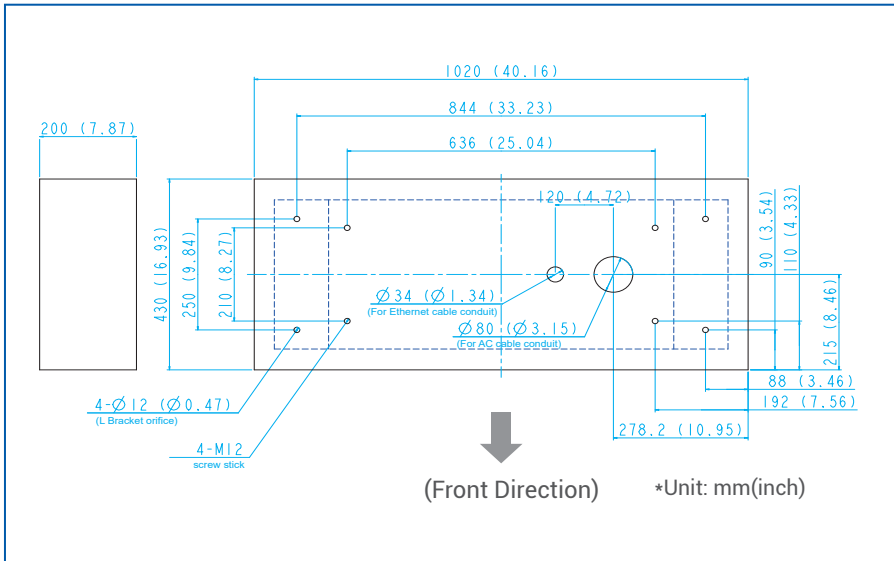 1020 (40.16)
844 (33.23)
200 (7.87)
636 (25.04)
120 (4.72)
430 (16.93)
250 (9.84)
210 (8.27)
90 (3.54)
110 (4.33)
215 (8.46)
Ø34 (Ø1.34)
(For Ethernet cable conduit)
Ø80 (Ø3.15)
(For AC cable conduit)
88 (3.46)
4-Ø12 (Ø0.47)
(L Bracket orifice)
192 (7.56)
278.2 (10.95)
4-M12
screw stick
(Front Direction)
*Unit: mm(inch)